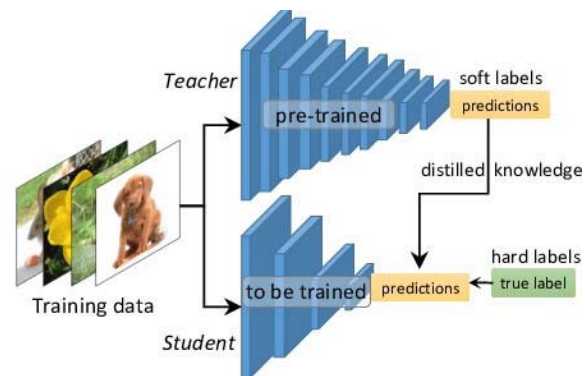 Teacher
pre-trained
soft labels
predictions
distilled knowledge
Training data
to be trained
predictions
hard labels
true label
Student